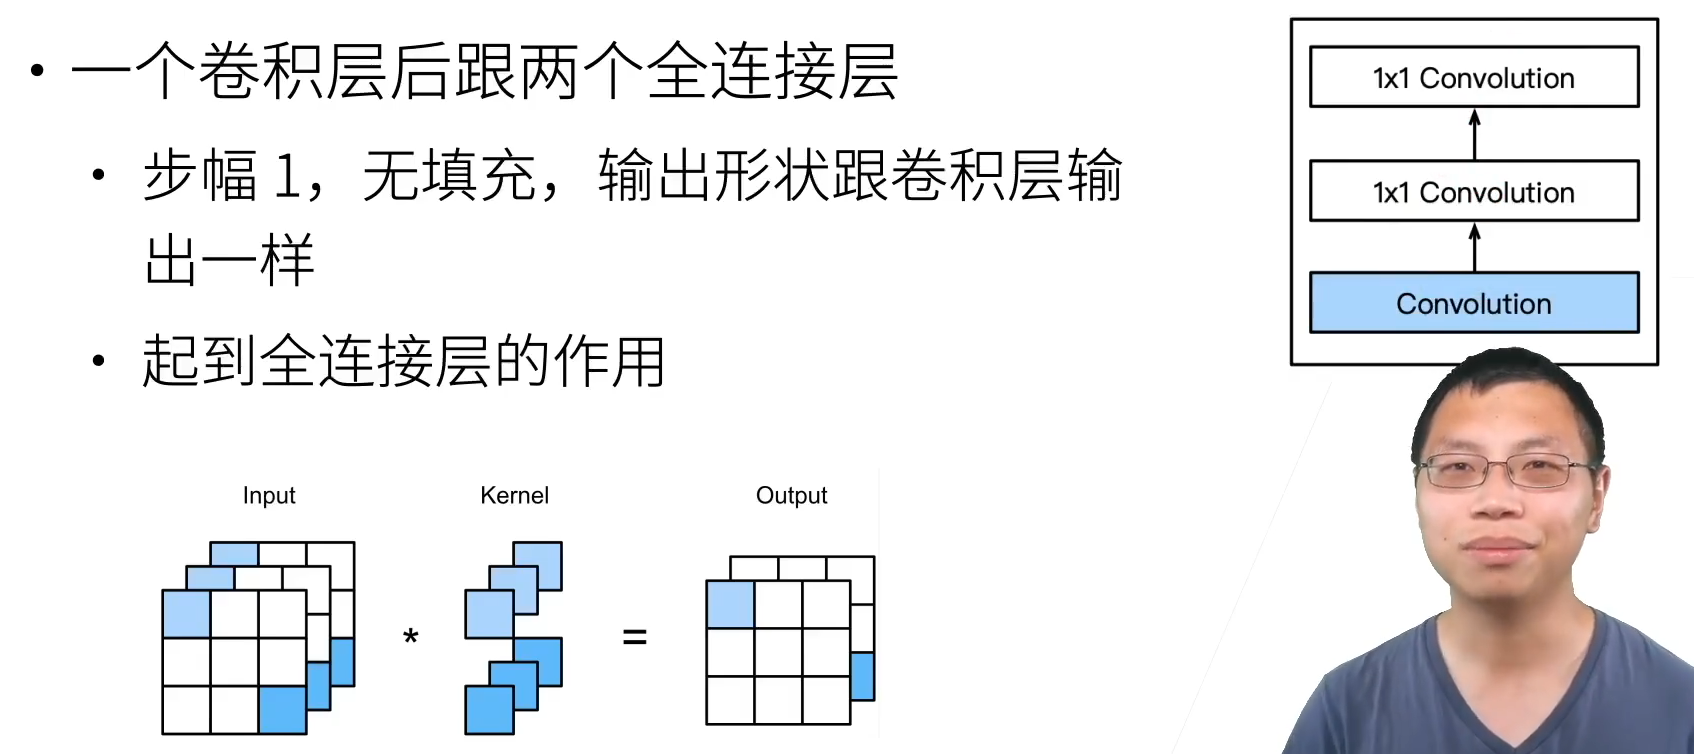 • 一个卷积层后跟两个全连接层
• 步幅 1，无填充，输出形状跟卷积层输
出一样
• 起到全连接层的作用
1x1 Convolution
1x1 Convolution
Convolution
Input
Kernel
Output
*
=